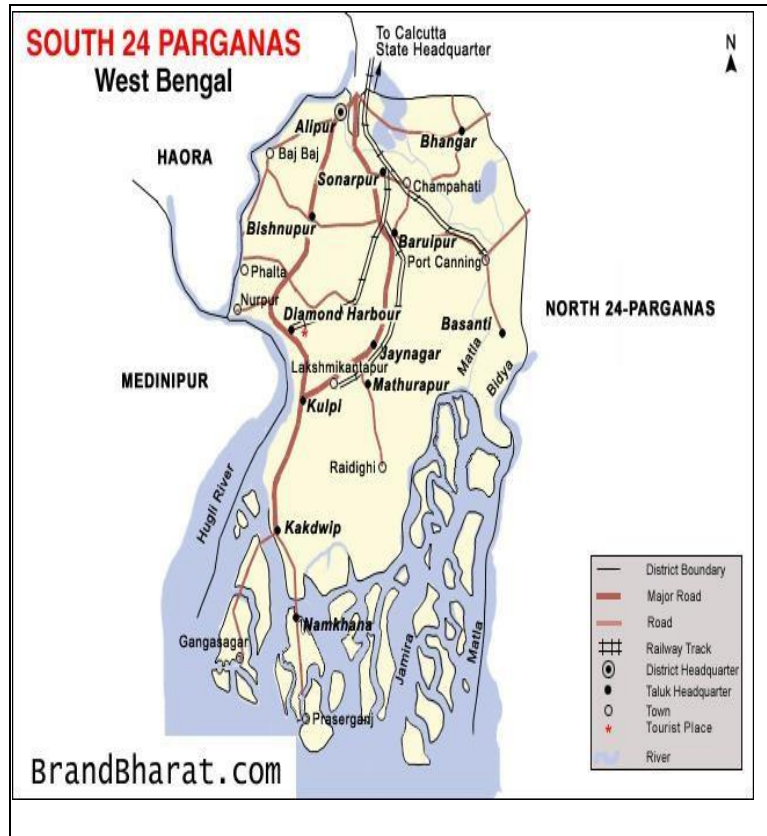 SOUTH 24 PARGANAS
West Bengal
To Calcutta
State Headquarter
N
HAORA
Alipur
Bhangar
Baj Baj
Sonarpur
Champahati
Bishnupur
Baruipur
Port Canning
Phalta
Nurpur
NORTH 24-PARGANAS
Diamond Harbour
Basanti
Matla
Bidya
MEDINIPUR
Jaynagar
Lakshmikantapur
Mathurapur
Kulpi
Raidighi
Hugli River
Kakdwip
Namkhana
Gangasagar
Jamira
Matla
Praserganj
District Boundary
Major Road
Road
Railway Track
District Headquarter
Taluk Headquarter
Town
Tourist Place
River
BrandBharat.com